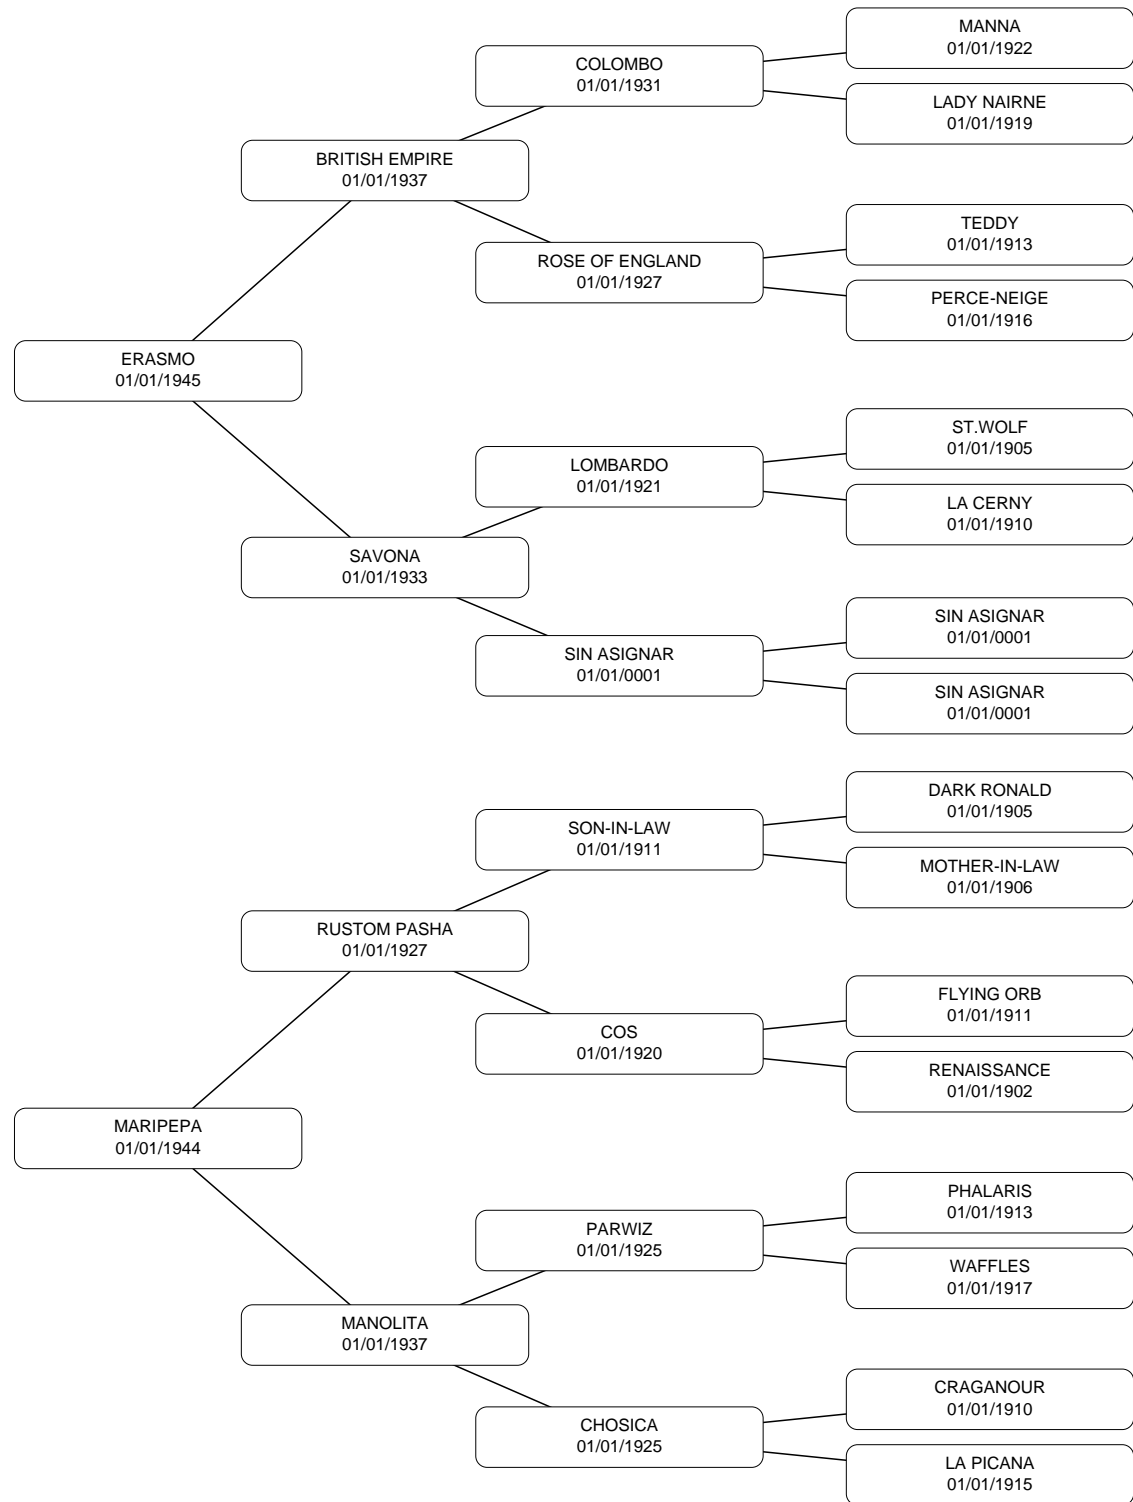 MANNA
01/01/1922
COLOMBO
01/01/1931
LADY NAIRNE
01/01/1919
BRITISH EMPIRE
01/01/1937
TEDDY
01/01/1913
ROSE OF ENGLAND
01/01/1927
PERCE-NEIGE
01/01/1916
ERASMO
01/01/1945
ST.WOLF
01/01/1905
LOMBARDO
01/01/1921
LA CERNY
01/01/1910
SAVONA
01/01/1933
SIN ASIGNAR
01/01/0001
SIN ASIGNAR
01/01/0001
SIN ASIGNAR
01/01/0001
DARK RONALD
01/01/1905
SON-IN-LAW
01/01/1911
MOTHER-IN-LAW
01/01/1906
RUSTOM PASHA
01/01/1927
FLYING ORB
01/01/1911
COS
01/01/1920
RENAISSANCE
01/01/1902
MARIPEPA
01/01/1944
PHALARIS
01/01/1913
PARWIZ
01/01/1925
WAFFLES
01/01/1917
MANOLITA
01/01/1937
CRAGANOUR
01/01/1910
CHOSICA
01/01/1925
LA PICANA
01/01/1915